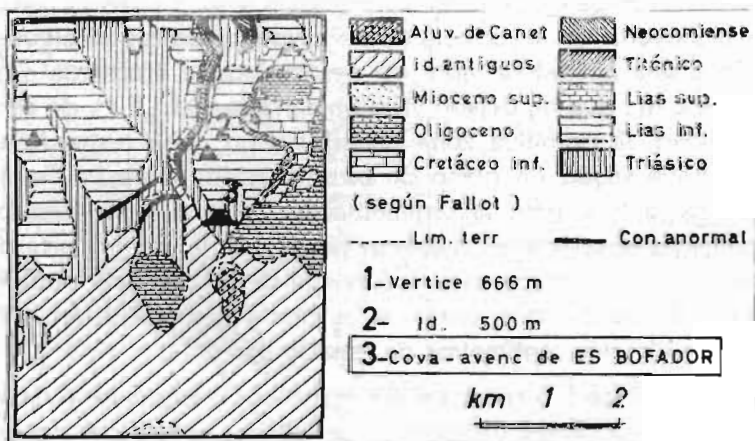 Aluv. de Canet
id. antiguos
Mioceno sup.
Oligoceno
Cretáceo inf.
Neocomiense
Titónico
Lias sup.
Lias inf.
Triásico
(según Fallot)
Lím. terr
Con. anormal
1-Vertice 666 m
2- Id. 500 m
3-Cova-avenc de ES BOFADOR
km 1 2